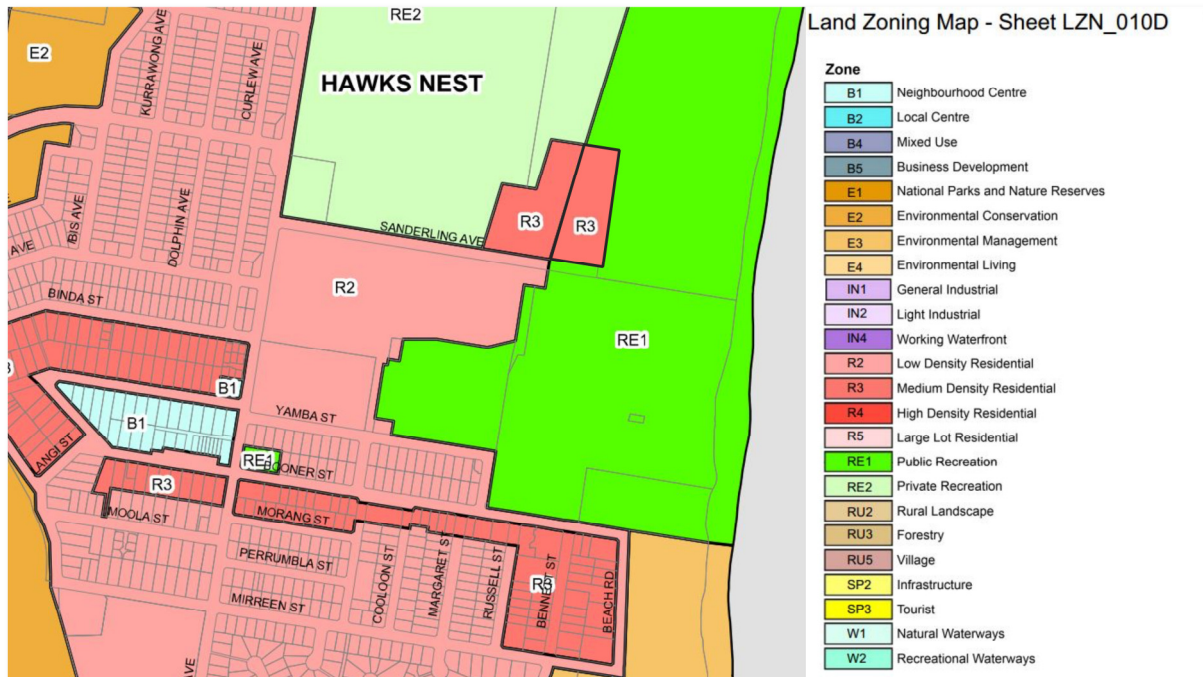 Land Zoning Map - Sheet LZN_010D
Zone
B1 Neighbourhood Centre
B2 Local Centre
B4 Mixed Use
B5 Business Development
E1 National Parks and Nature Reserves
E2 Environmental Conservation
E3 Environmental Management
E4 Environmental Living
IN1 General Industrial
IN2 Light Industrial
IN4 Working Waterfront
R2 Low Density Residential
R3 Medium Density Residential
R4 High Density Residential
R5 Large Lot Residential
RE1 Public Recreation
RE2 Private Recreation
RU2 Rural Landscape
RU3 Forestry
RU5 Village
SP2 Infrastructure
SP3 Tourist
W1 Natural Waterways
W2 Recreational Waterways
RE2
E2
KURRAWONG AVE
CURLEW AVE
HAWKS NEST
IBIS AVE
DOLPHIN AVE
AVE
SANDERLING AVE
R3
R3
R2
BINDA ST
RE1
B1
B1
YAMBA ST
ANGI ST
RE1
BOONER ST
R3
MOOLA ST
MORANG ST
PERRUMBLA ST
MIRREEN ST
COOLOON ST
MARGARET ST
RUSSELL ST
BENNETT ST
R3
BEACH RD
AVE